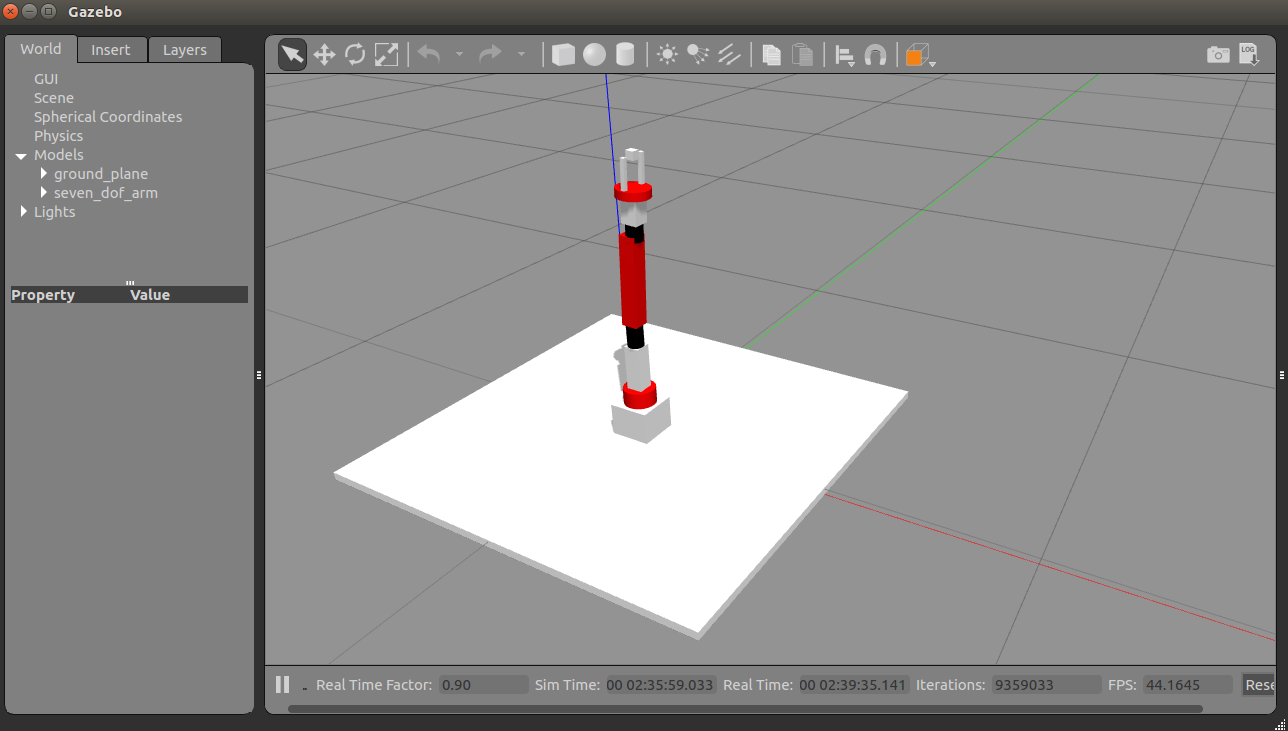 Gazebo
World Insert Layers
GUI
Scene
Spherical Coordinates
Physics
Models
ground_plane
seven_dof_arm
Lights
Property Value
LOG
Real Time Factor: 0.90 Sim Time: 00 02:35:59.033 Real Time: 00 02:39:35.141 Iterations: 9359033 FPS: 44.1645 Rese